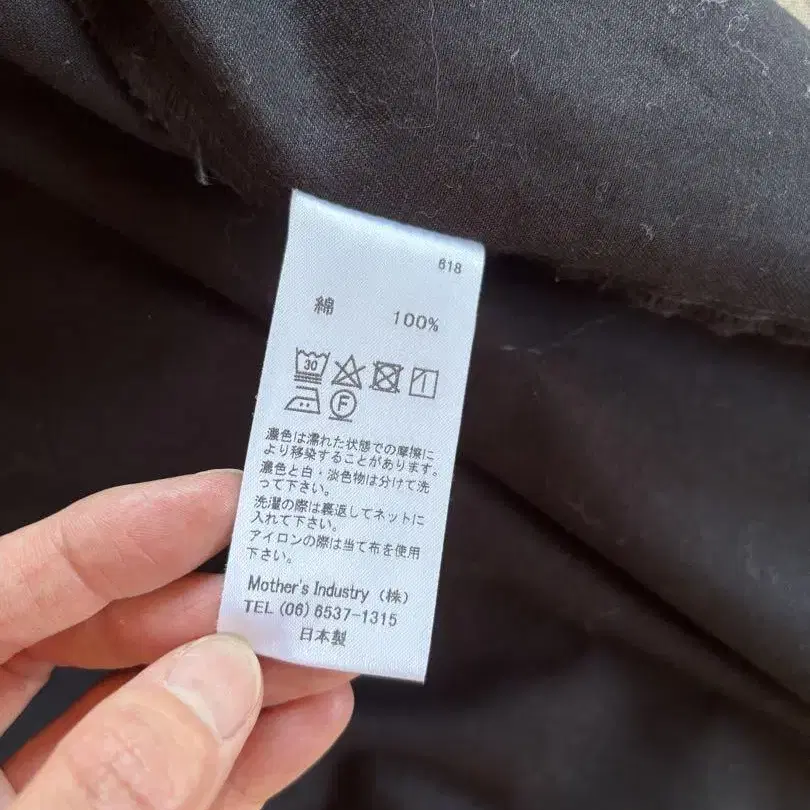 618
綿 100%
30
F
濃色は濡れた状態での摩擦に
より移染することがあります。
濃色と白・淡色物は分けて洗
って下さい。
洗濯の際は裏返してネットに
入れて下さい。
アイロンの際は当て布を使用
下さい。
Mother's Industry (株)
TEL (06) 6537-1315
日本製